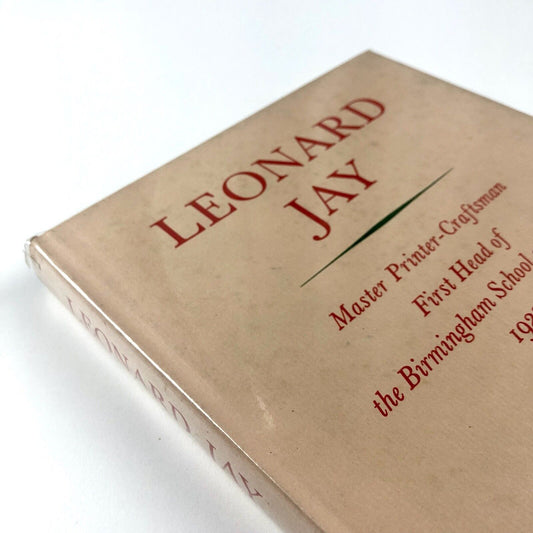 LEONARD
JAY
Master Printer-Craftsman
First Head of
the Birmingham School
LEONARD JAY